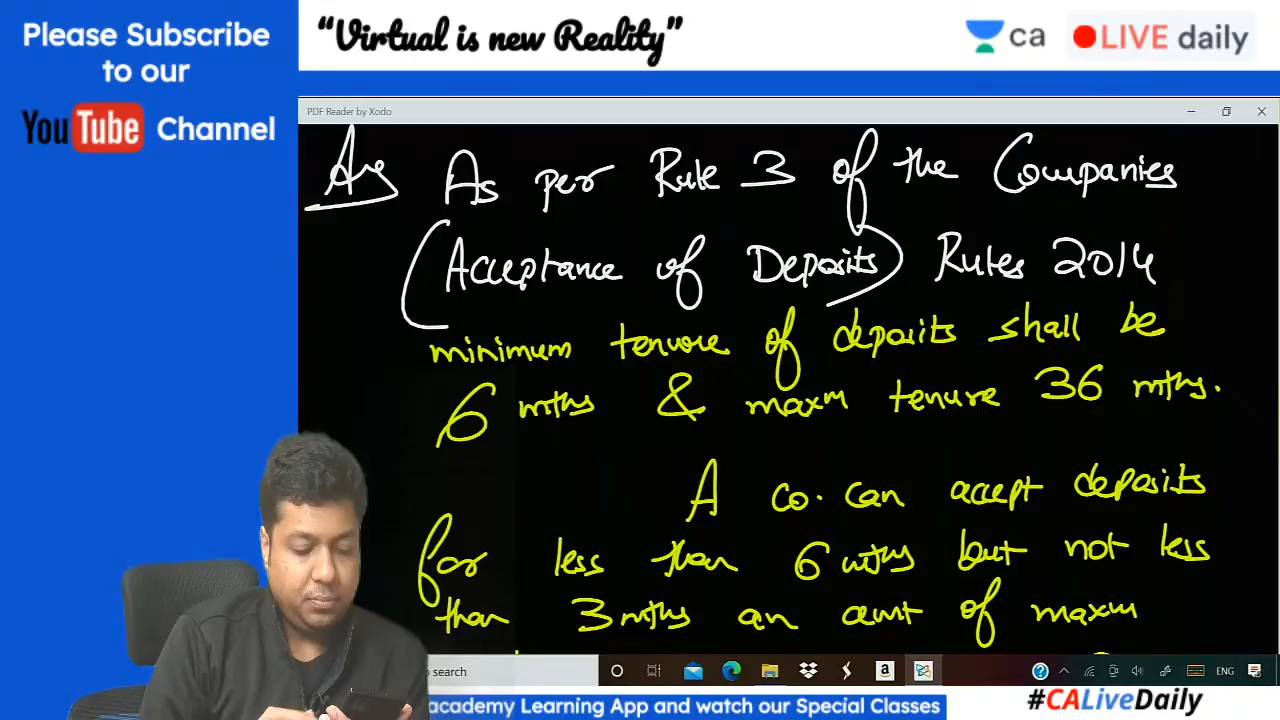 Please Subscribe
to our
YouTube Channel
"Virtual is new Reality"
ca
LIVE daily
PDF Reader by Xodo
Ans As per Rule 3 of the Companies
(Acceptance of Deposits) Rules 2014
minimum tenure of deposits shall be
6 mths & maxm tenure 36 mths.
A co. can accept deposits
for less than 6 mths but not less
than 3 mths an amt of maxm
o search
ENG
academy Learning App and watch our Special Classes
#CALiveDaily